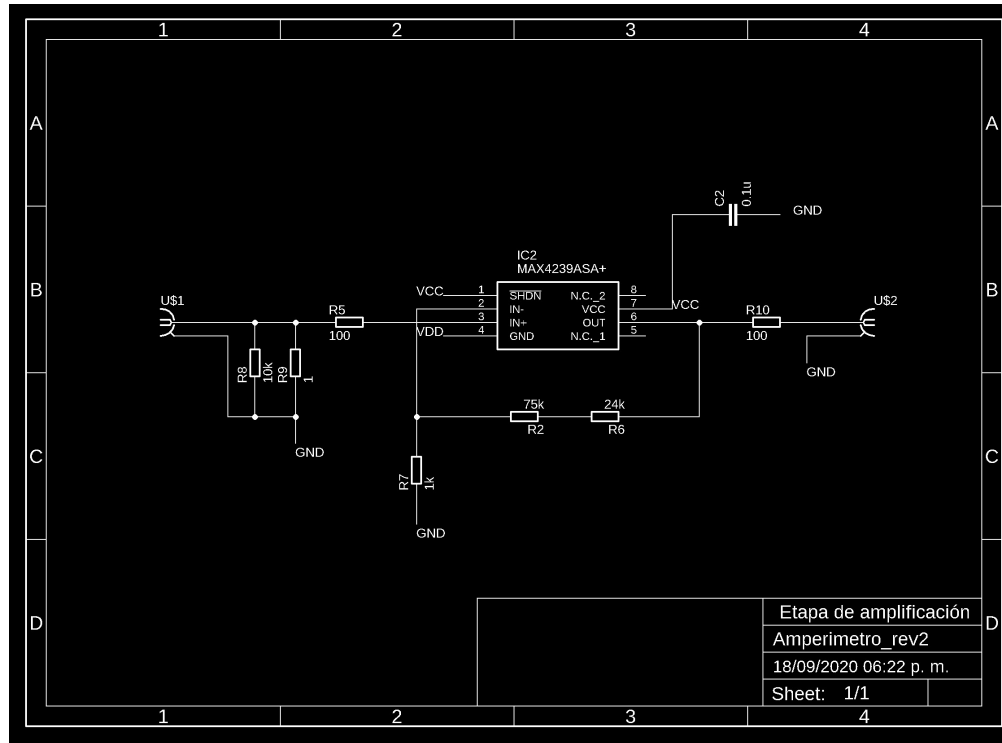 1 2 3 4
A A
C2 0.1u
GND
IC2
MAX4239ASA+
B B
VCC 1 SHDN N.C._2 8
2 IN- VCC 7 VCC
U$1 U$2
R5 3 IN+ OUT 6 R10
VDD 4 GND N.C._1 5
100 100
R8 10k R9 1
GND
75k 24k
R2 R6
GND
C C
R7 1k
GND
Etapa de amplificación
D D
Amperimetro_rev2
18/09/2020 06:22 p. m.
Sheet: 1/1
1 2 3 4